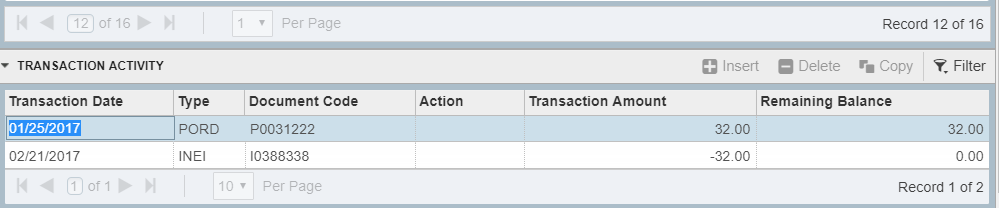 12 of 16 1 Per Page Record 12 of 16
TRANSACTION ACTIVITY Insert Delete Copy Filter
Transaction Date Type Document Code Action Transaction Amount Remaining Balance
01/25/2017 PORD P0031222 32.00 32.00
02/21/2017 INEI I0388338 -32.00 0.00
1 of 1 10 Per Page Record 1 of 2